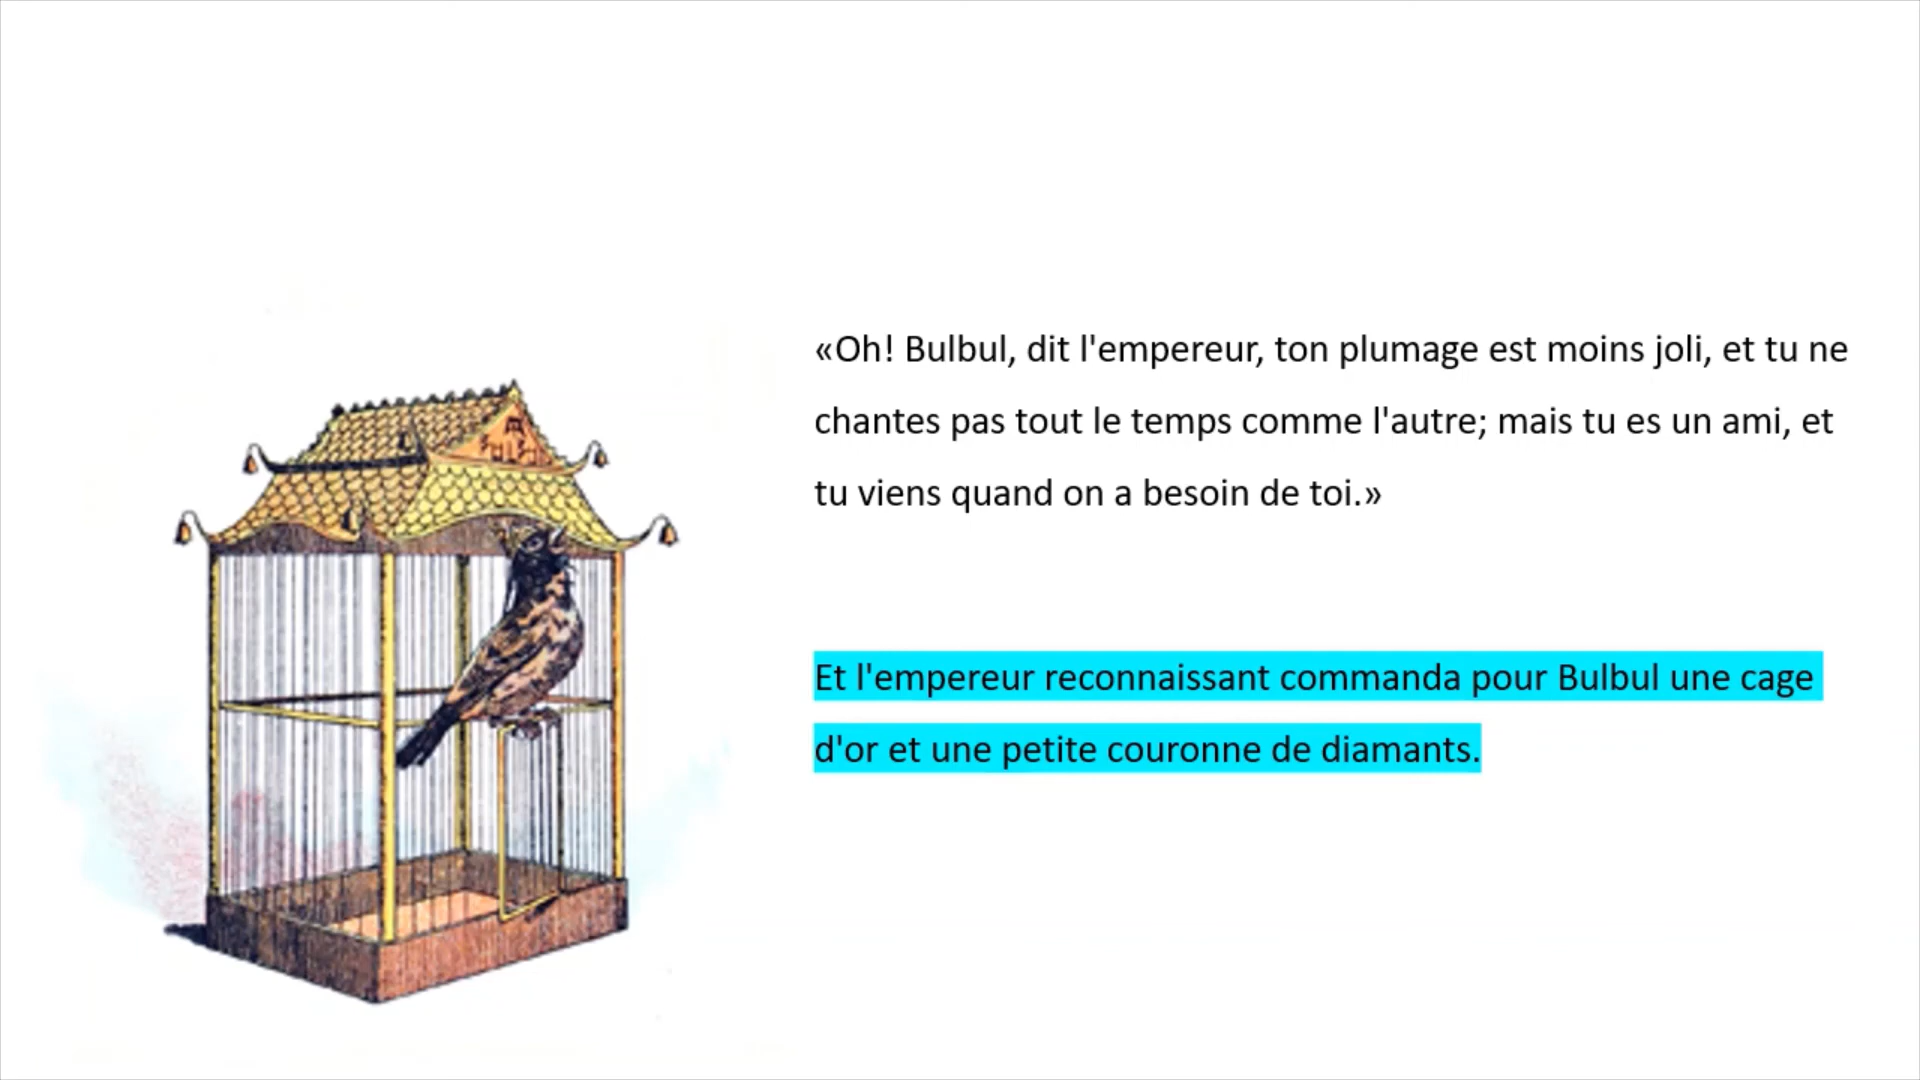 «Oh! Bulbul, dit l'empereur, ton plumage est moins joli, et tu ne
chantes pas tout le temps comme l'autre; mais tu es un ami, et
tu viens quand on a besoin de toi.»
Et l'empereur reconnaissant commanda pour Bulbul une cage
d'or et une petite couronne de diamants.